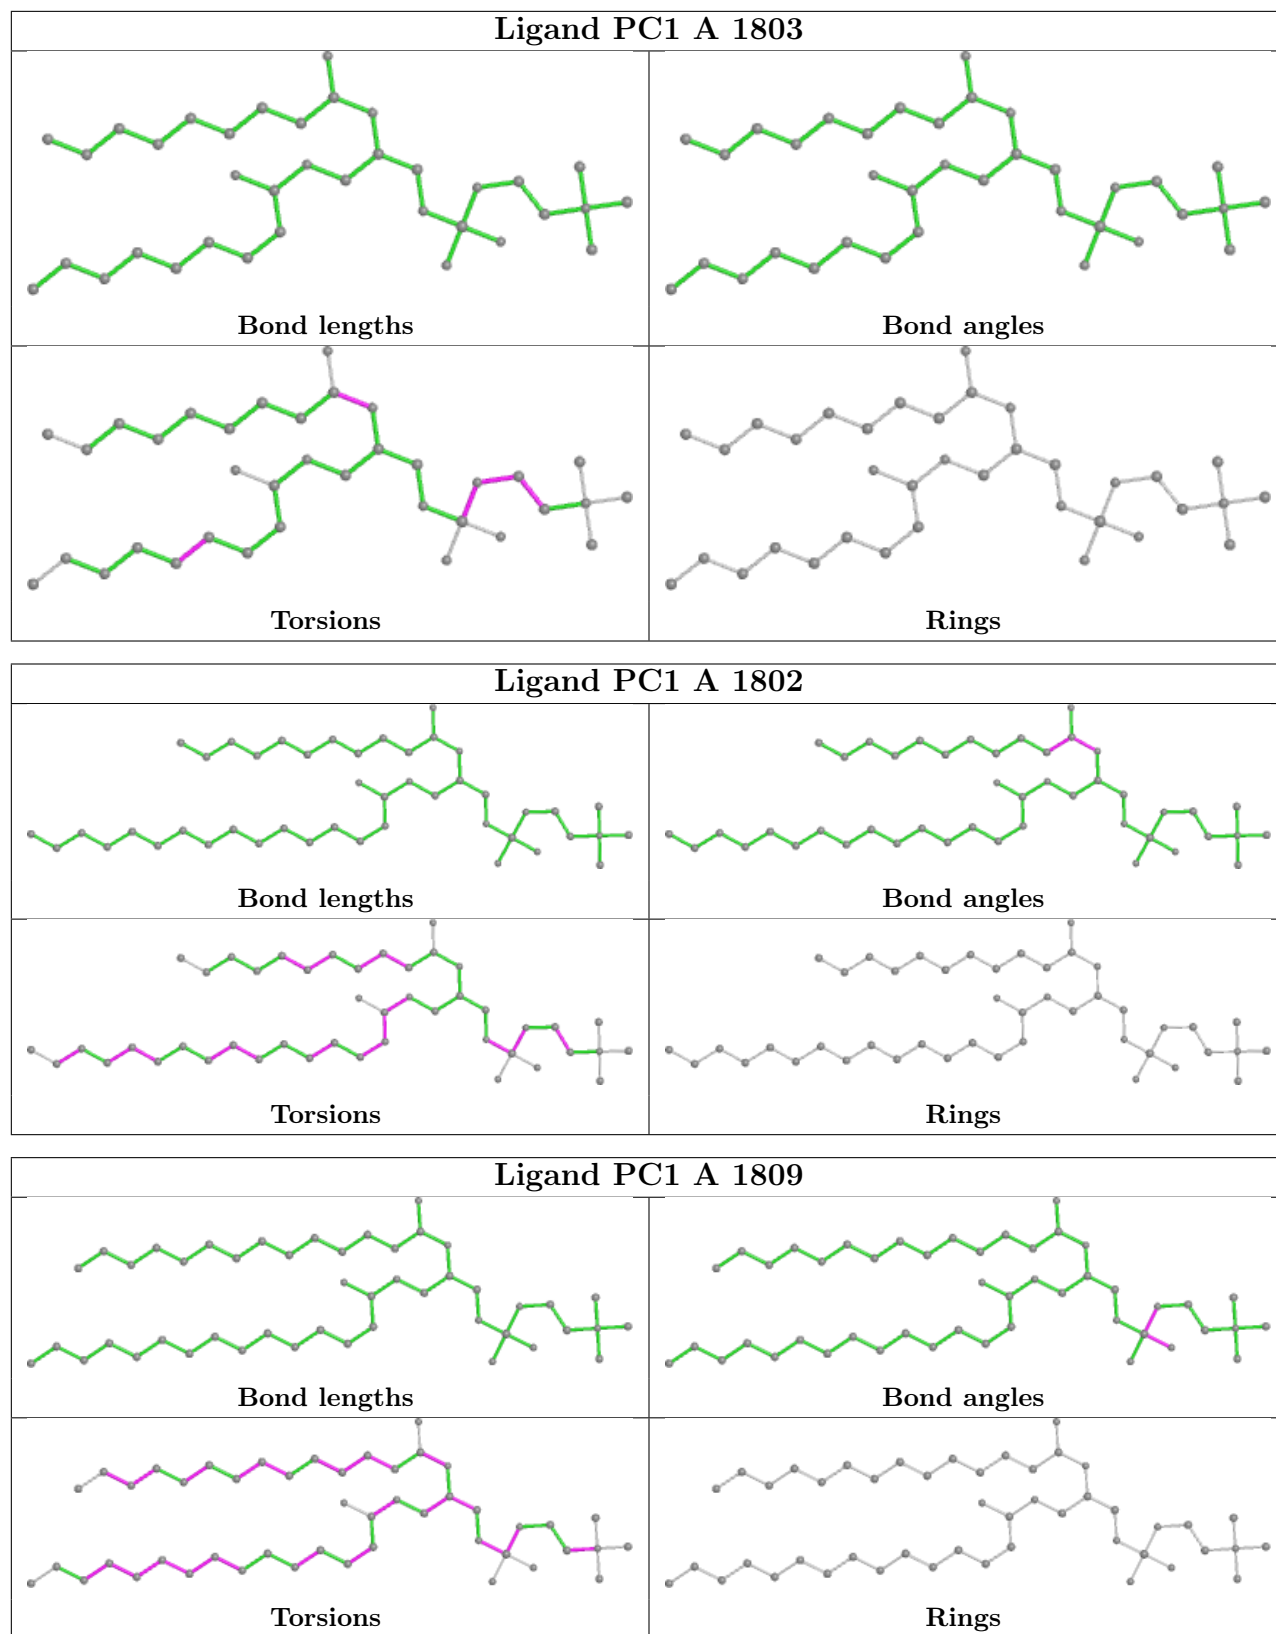 Ligand PC1 A 1803
Bond lengths
Bond angles
Torsions
Rings
Ligand PC1 A 1802
Bond lengths
Bond angles
Torsions
Rings
Ligand PC1 A 1809
Bond lengths
Bond angles
Torsions
Rings